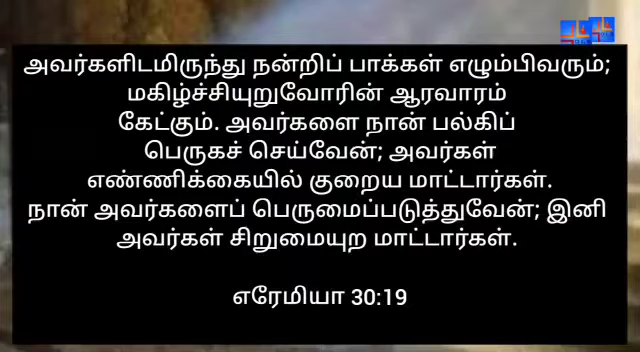 அவர்களிடமிருந்து நன்றிப் பாக்கள் எழும்பிவரும்;
மகிழ்ச்சியுறுவோரின் ஆரவாரம்
கேட்கும். அவர்களை நான் பல்கிப்
பெருகச் செய்வேன்; அவர்கள்
எண்ணிக்கையில் குறைய மாட்டார்கள்.
நான் அவர்களைப் பெருமைப்படுத்துவேன்; இனி
அவர்கள் சிறுமையுற மாட்டார்கள்.
எரேமியா 30:19